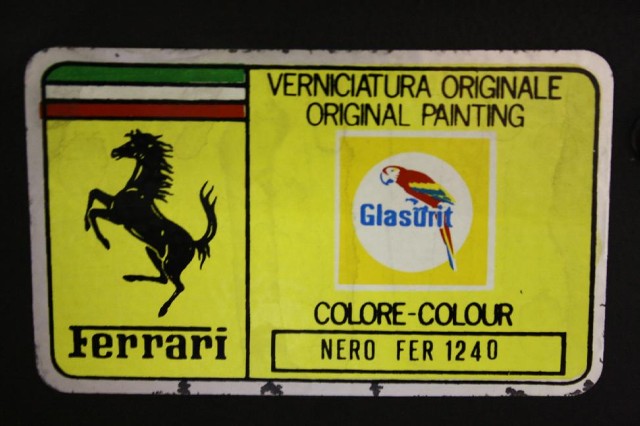 VERNICIATURA ORIGINALE
ORIGINAL PAINTING
Glasurit
COLORE-COLOUR
NERO FER 1240
Ferrari